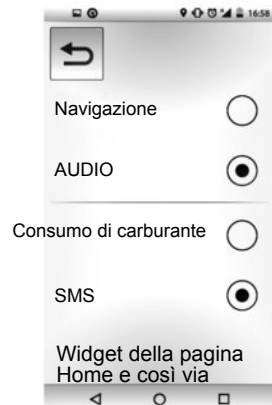 16:58
Navigazione
AUDIO
Consumo di carburante
SMS
Widget della pagina
Home e così via